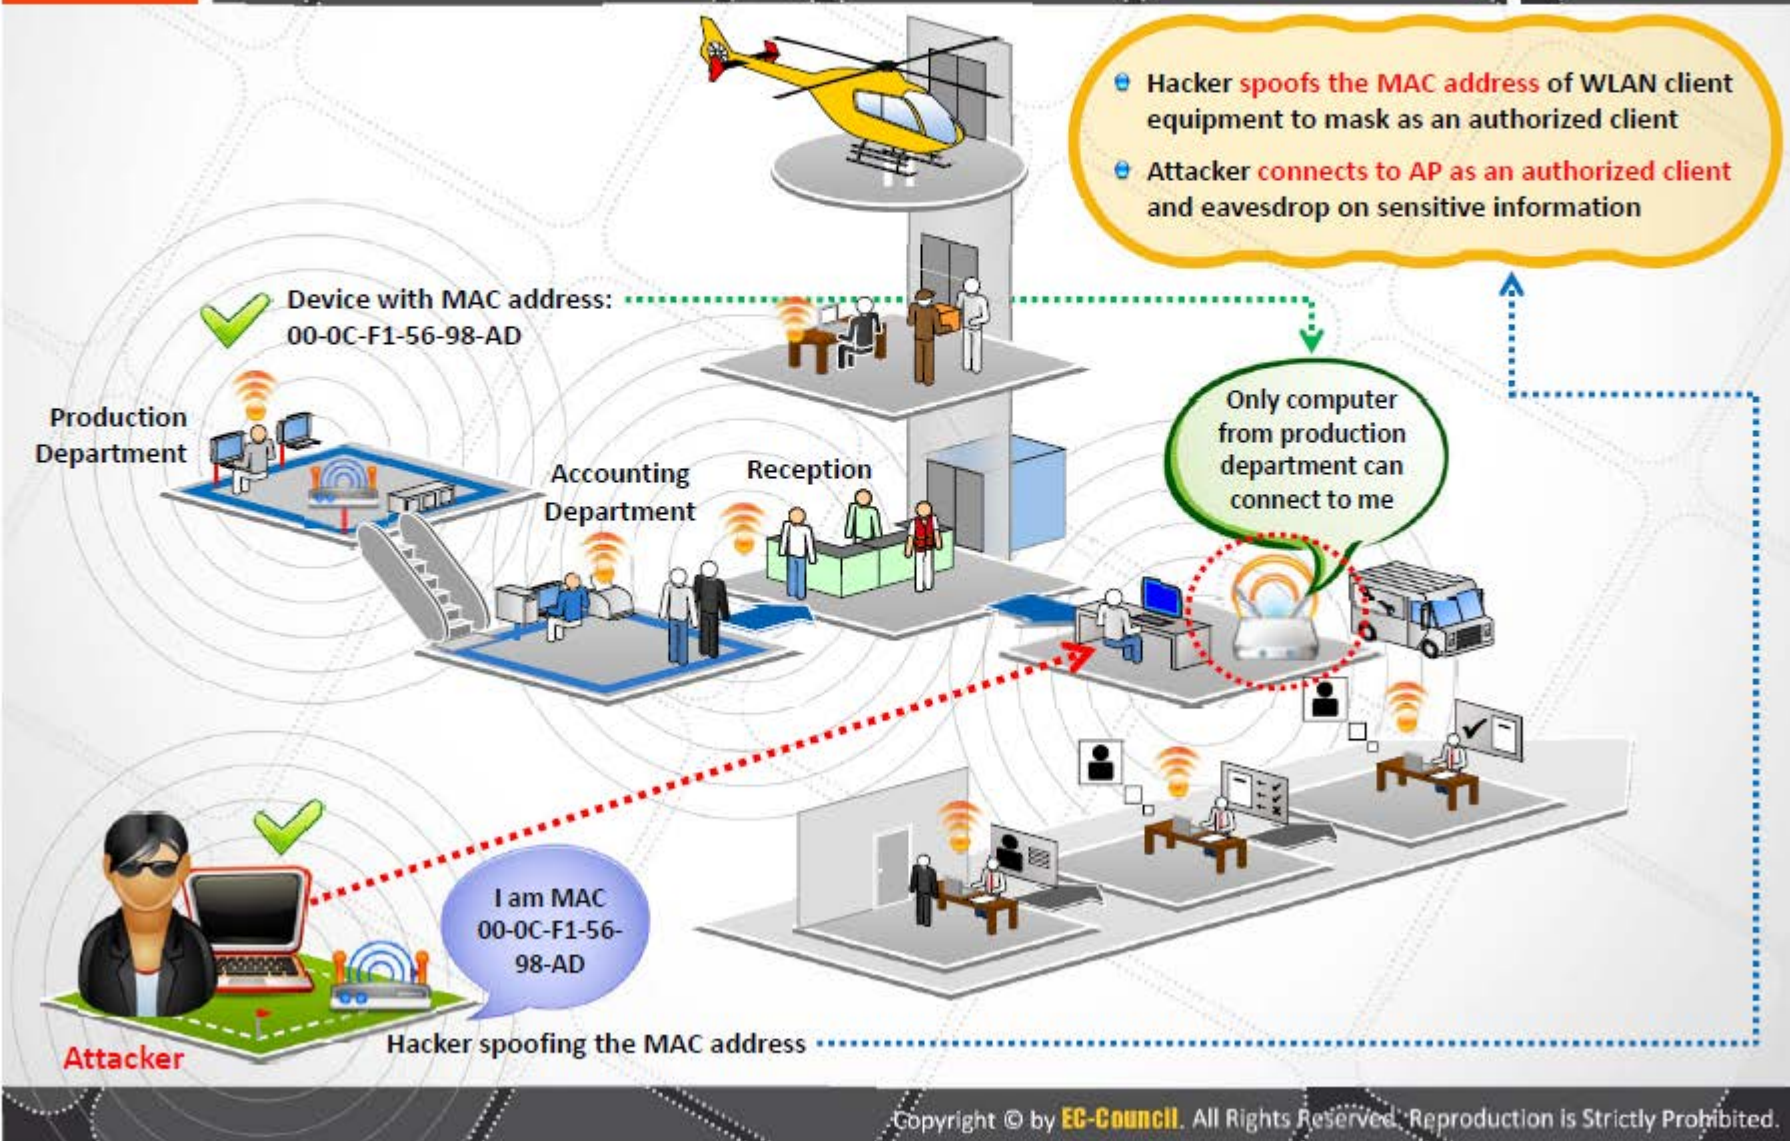 Hacker spoofs the MAC address of WLAN client
equipment to mask as an authorized client
Attacker connects to AP as an authorized client
and eavesdrop on sensitive information
Device with MAC address:
00-0C-F1-56-98-AD
Production
Department
Accounting
Department
Reception
Only computer
from production
department can
connect to me
I am MAC
00-0C-F1-56-
98-AD
Hacker spoofing the MAC address
Attacker
Copyright © by EC-Council. All Rights Reserved. Reproduction is Strictly Prohibited.